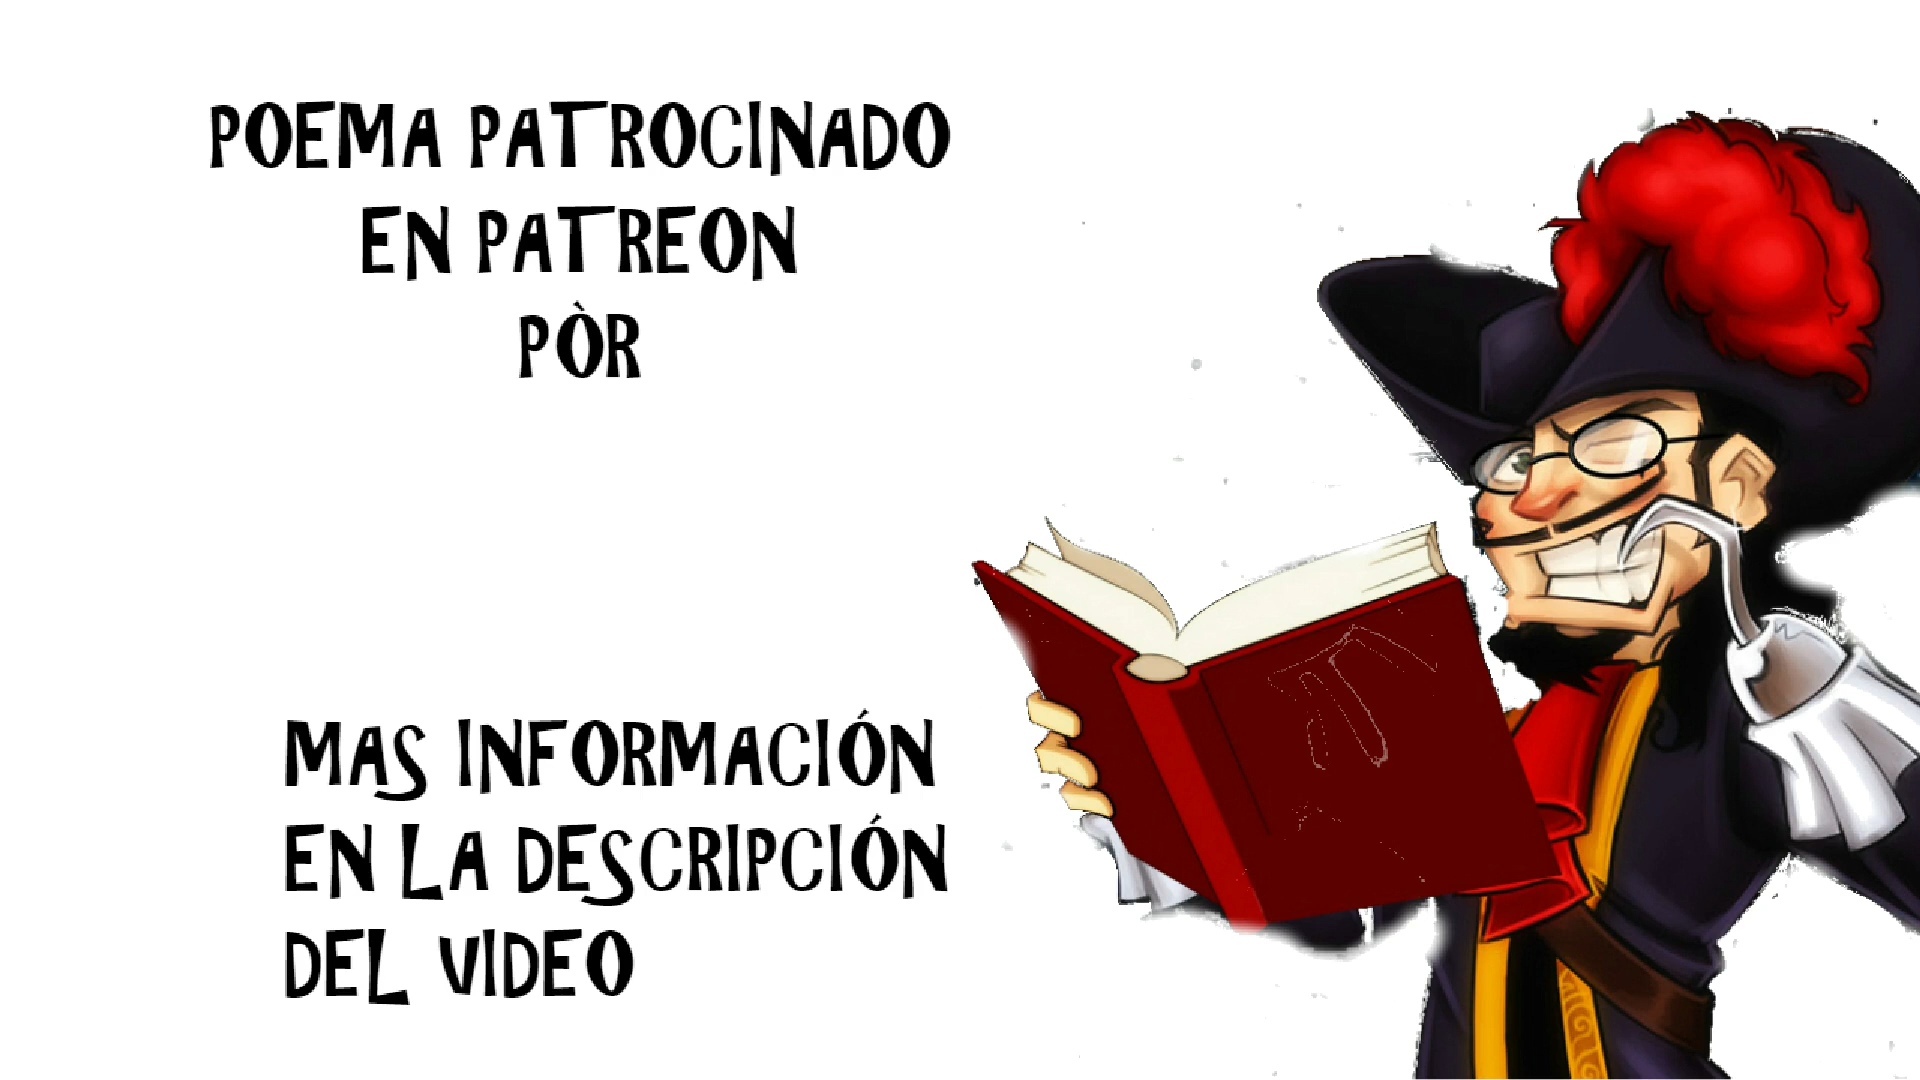 POEMA PATROCINADO
EN PATREON
PÒR
MAS INFORMACIÓN
EN LA DESCRIPCIÓN
DEL VIDEO